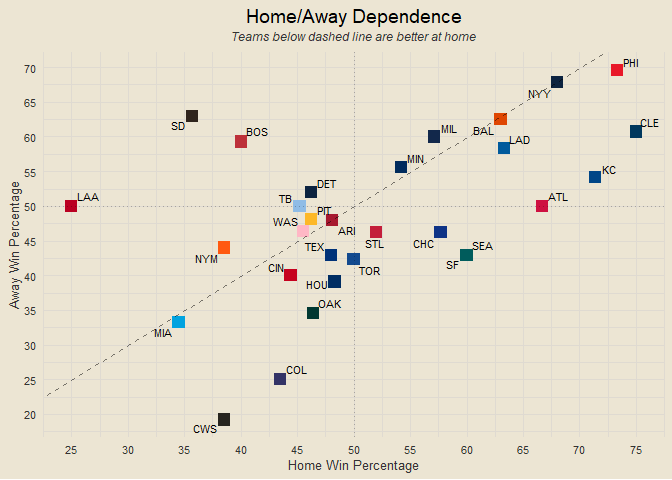 Home/Away Dependence
Teams below dashed line are better at home
Away Win Percentage
70
65
60
55
50
45
40
35
30
25
20
PHI
NYY
SD
BOS
MIL
BAL
CLE
LAD
MIN
KC
DET
LAA
TB
ATL
PIT
WAS
ARI
STL
CHC
NYM
TEX
TOR
SEA
SF
CIN
HOU
OAK
MIA
COL
CWS
25 30 35 40 45 50 55 60 65 70 75
Home Win Percentage